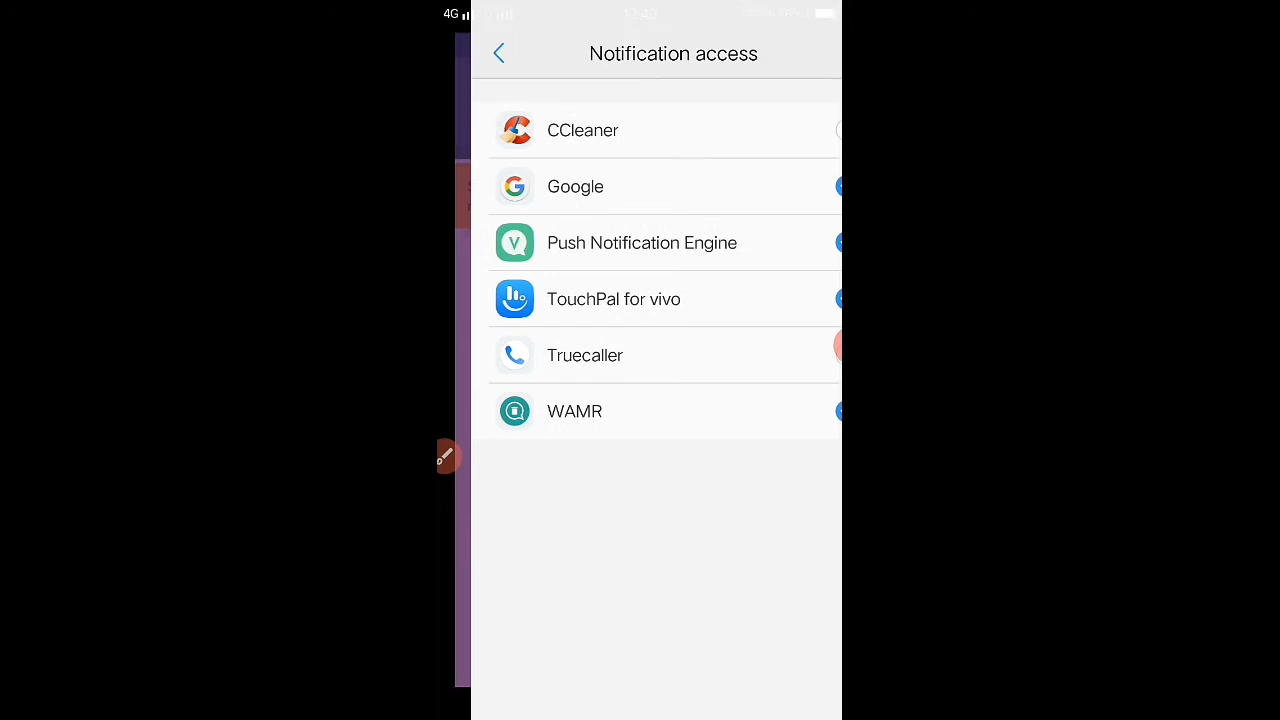 4G
Notification access
CCleaner
Google
Push Notification Engine
TouchPal for vivo
Truecaller
WAMR